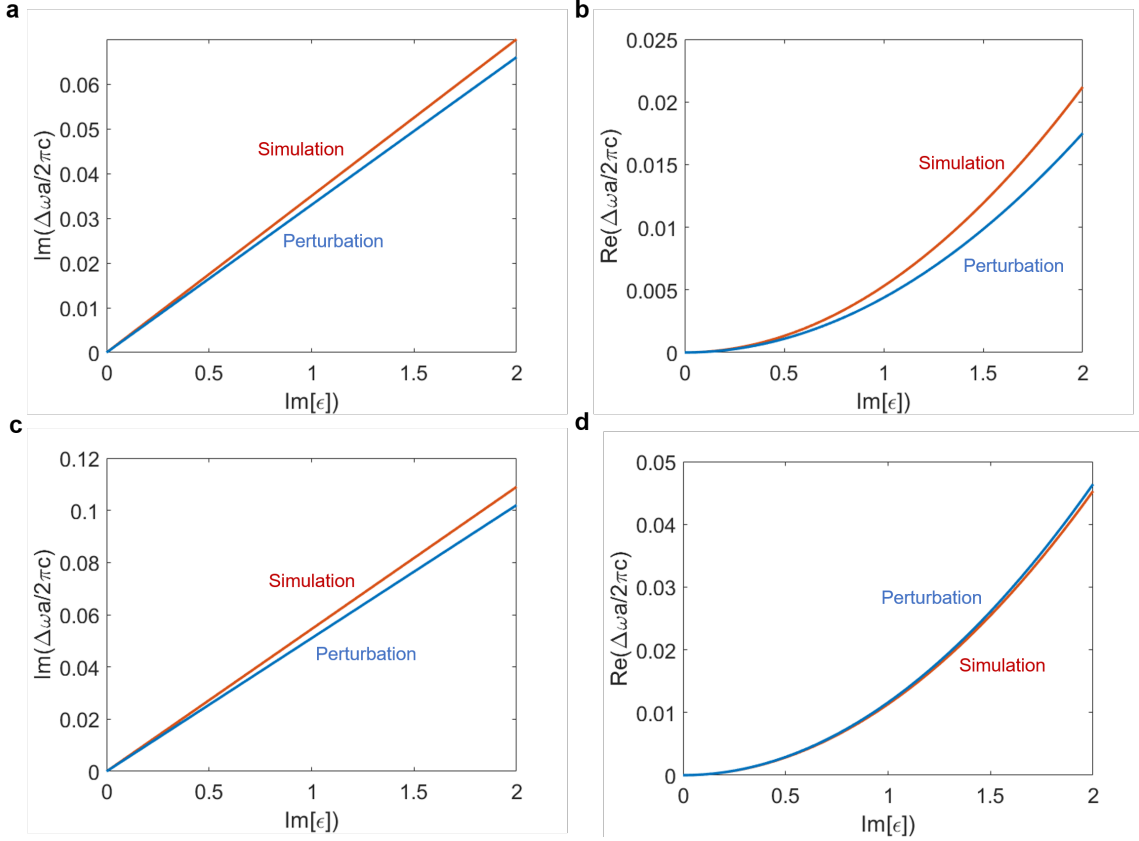 a
0.06
0.05
0.04
0.03
0.02
0.01
0
0
0.5
1
1.5
2
Im(Δωa/2πc)
Im[ϵ])
Simulation
Perturbation
b
0.025
0.02
0.015
0.01
0.005
0
0
0.5
1
1.5
2
Re(Δωa/2πc)
Im[ϵ])
Simulation
Perturbation
c
0.12
0.1
0.08
0.06
0.04
0.02
0
0
0.5
1
1.5
2
Im(Δωa/2πc)
Im[ϵ])
Simulation
Perturbation
d
0.05
0.04
0.03
0.02
0.01
0
0
0.5
1
1.5
2
Re(Δωa/2πc)
Im[ϵ])
Perturbation
Simulation